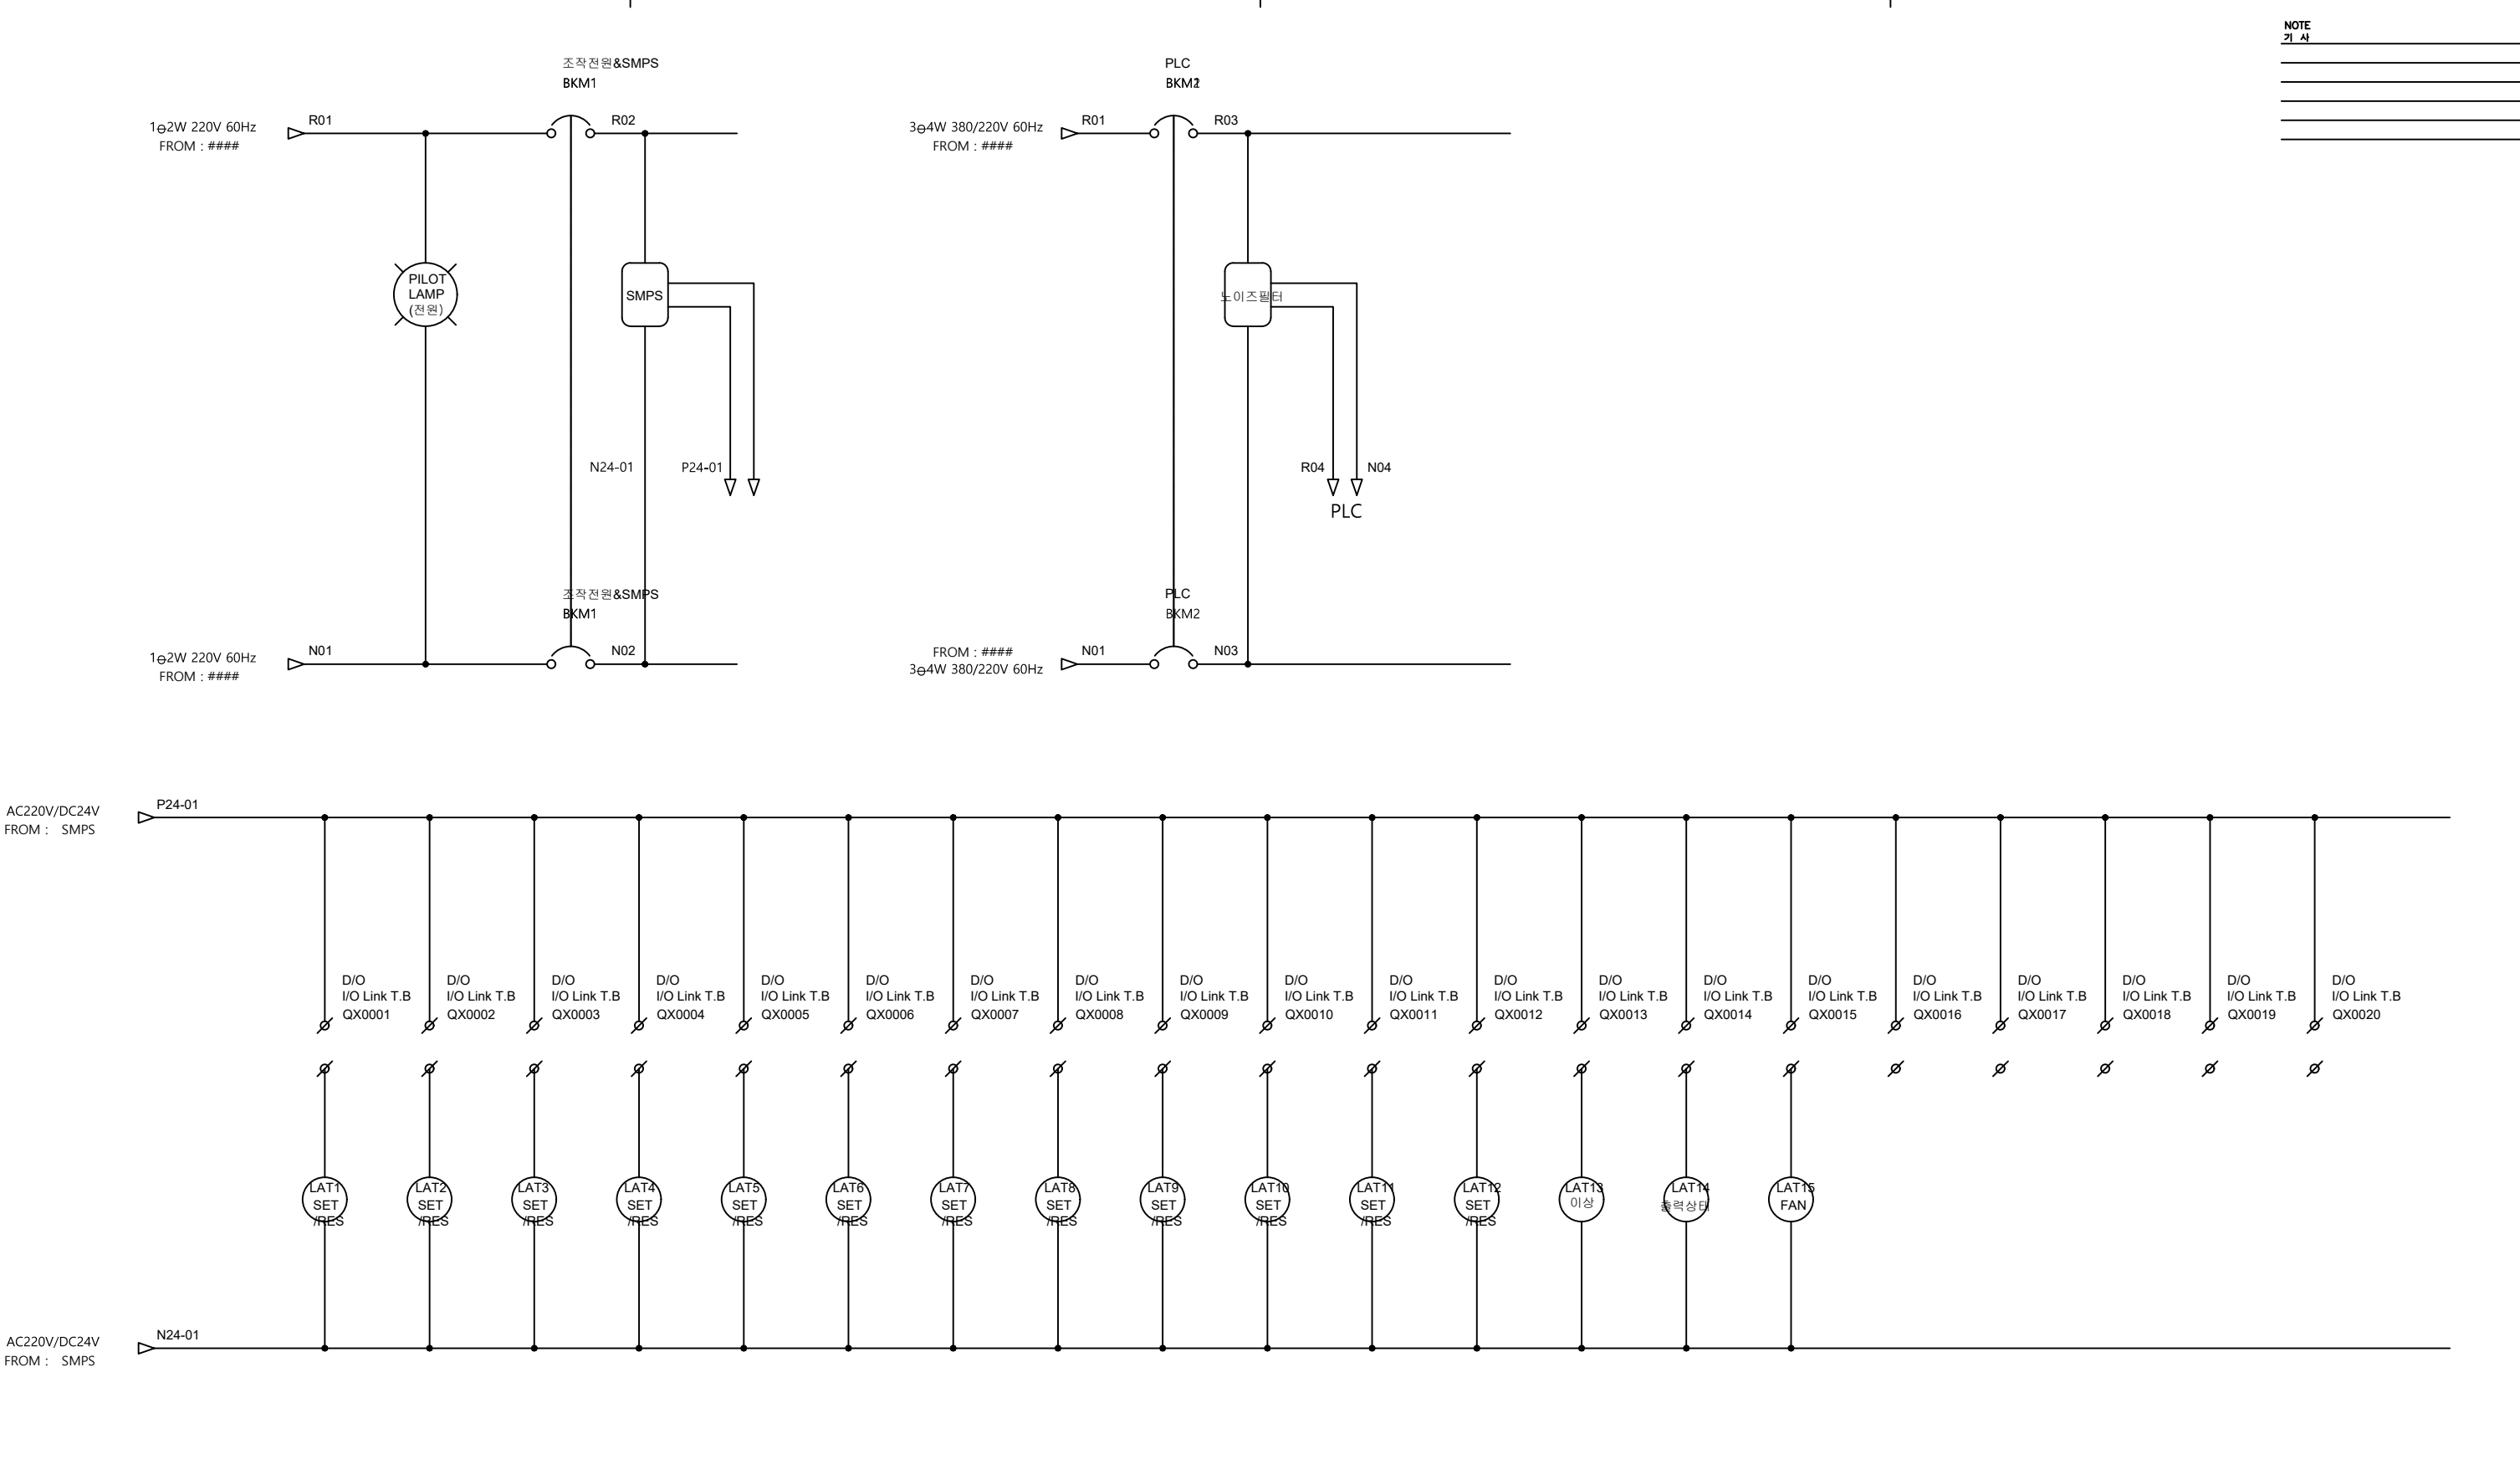 NOTE
기 사
조작전원&SMPS
BKM1
1⌀2W 220V 60Hz
FROM : ####
R01
R02
PILOT
LAMP
(전원)
SMPS
N24-01
P24-01
조작전원&SMPS
BKM1
1⌀2W 220V 60Hz
FROM : ####
N01
N02
PLC
3⌀4W 380/220V 60Hz
FROM : ####
R01
R03
노이즈필터
R04
N04
PLC
PLC
BKM2
FROM : ####
3⌀4W 380/220V 60Hz
N01
N03
AC220V/DC24V
FROM : SMPS
P24-01
D/O
I/O Link T.B
QX0001
D/O
I/O Link T.B
QX0002
D/O
I/O Link T.B
QX0003
D/O
I/O Link T.B
QX0004
D/O
I/O Link T.B
QX0005
D/O
I/O Link T.B
QX0006
D/O
I/O Link T.B
QX0007
D/O
I/O Link T.B
QX0008
D/O
I/O Link T.B
QX0009
D/O
I/O Link T.B
QX0010
D/O
I/O Link T.B
QX0011
D/O
I/O Link T.B
QX0012
D/O
I/O Link T.B
QX0013
D/O
I/O Link T.B
QX0014
D/O
I/O Link T.B
QX0015
D/O
I/O Link T.B
QX0016
D/O
I/O Link T.B
QX0017
D/O
I/O Link T.B
QX0018
D/O
I/O Link T.B
QX0019
D/O
I/O Link T.B
QX0020
LAT1
SET
/RES
LAT2
SET
/RES
LAT3
SET
/RES
LAT4
SET
/RES
LAT5
SET
/RES
LAT6
SET
/RES
LAT7
SET
/RES
LAT8
SET
/RES
LAT9
SET
/RES
LAT10
SET
/RES
LAT11
SET
/RES
LAT12
SET
/RES
LAT13
이상
LAT14
출력상태
LAT15
FAN
AC220V/DC24V
FROM : SMPS
N24-01